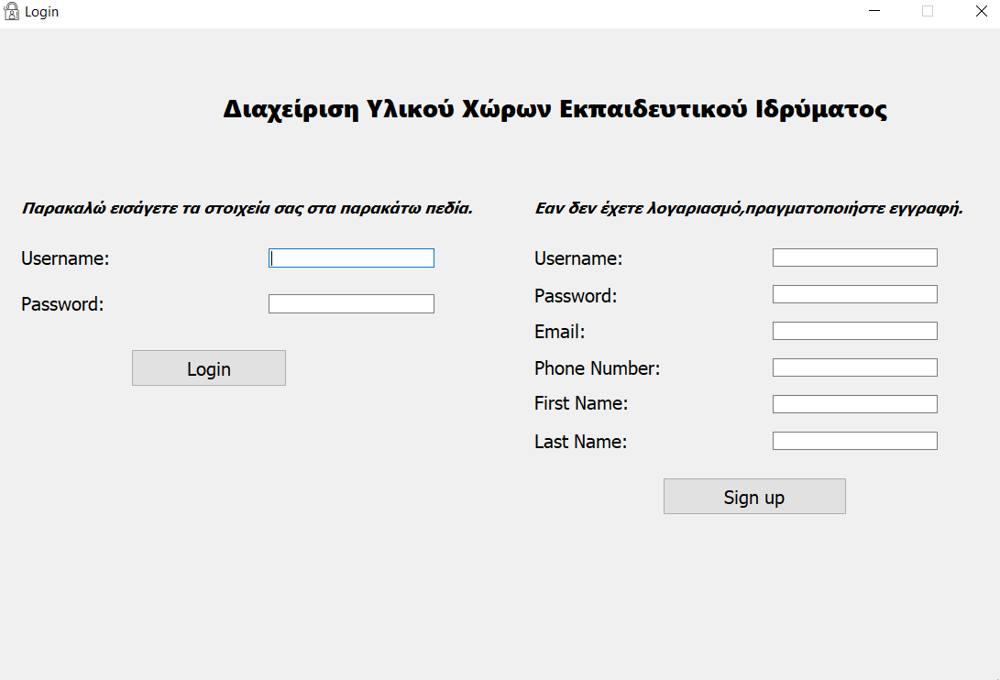 Login
Διαχείριση Υλικού Χώρων Εκπαιδευτικού Ιδρύματος
Παρακαλώ εισάγετε τα στοιχεία σας στα παρακάτω πεδία.
Username:
Password:
Login
Εαν δεν έχετε λογαριασμό,πραγματοποιήστε εγγραφή.
Username:
Password:
Email:
Phone Number:
First Name:
Last Name:
Sign up